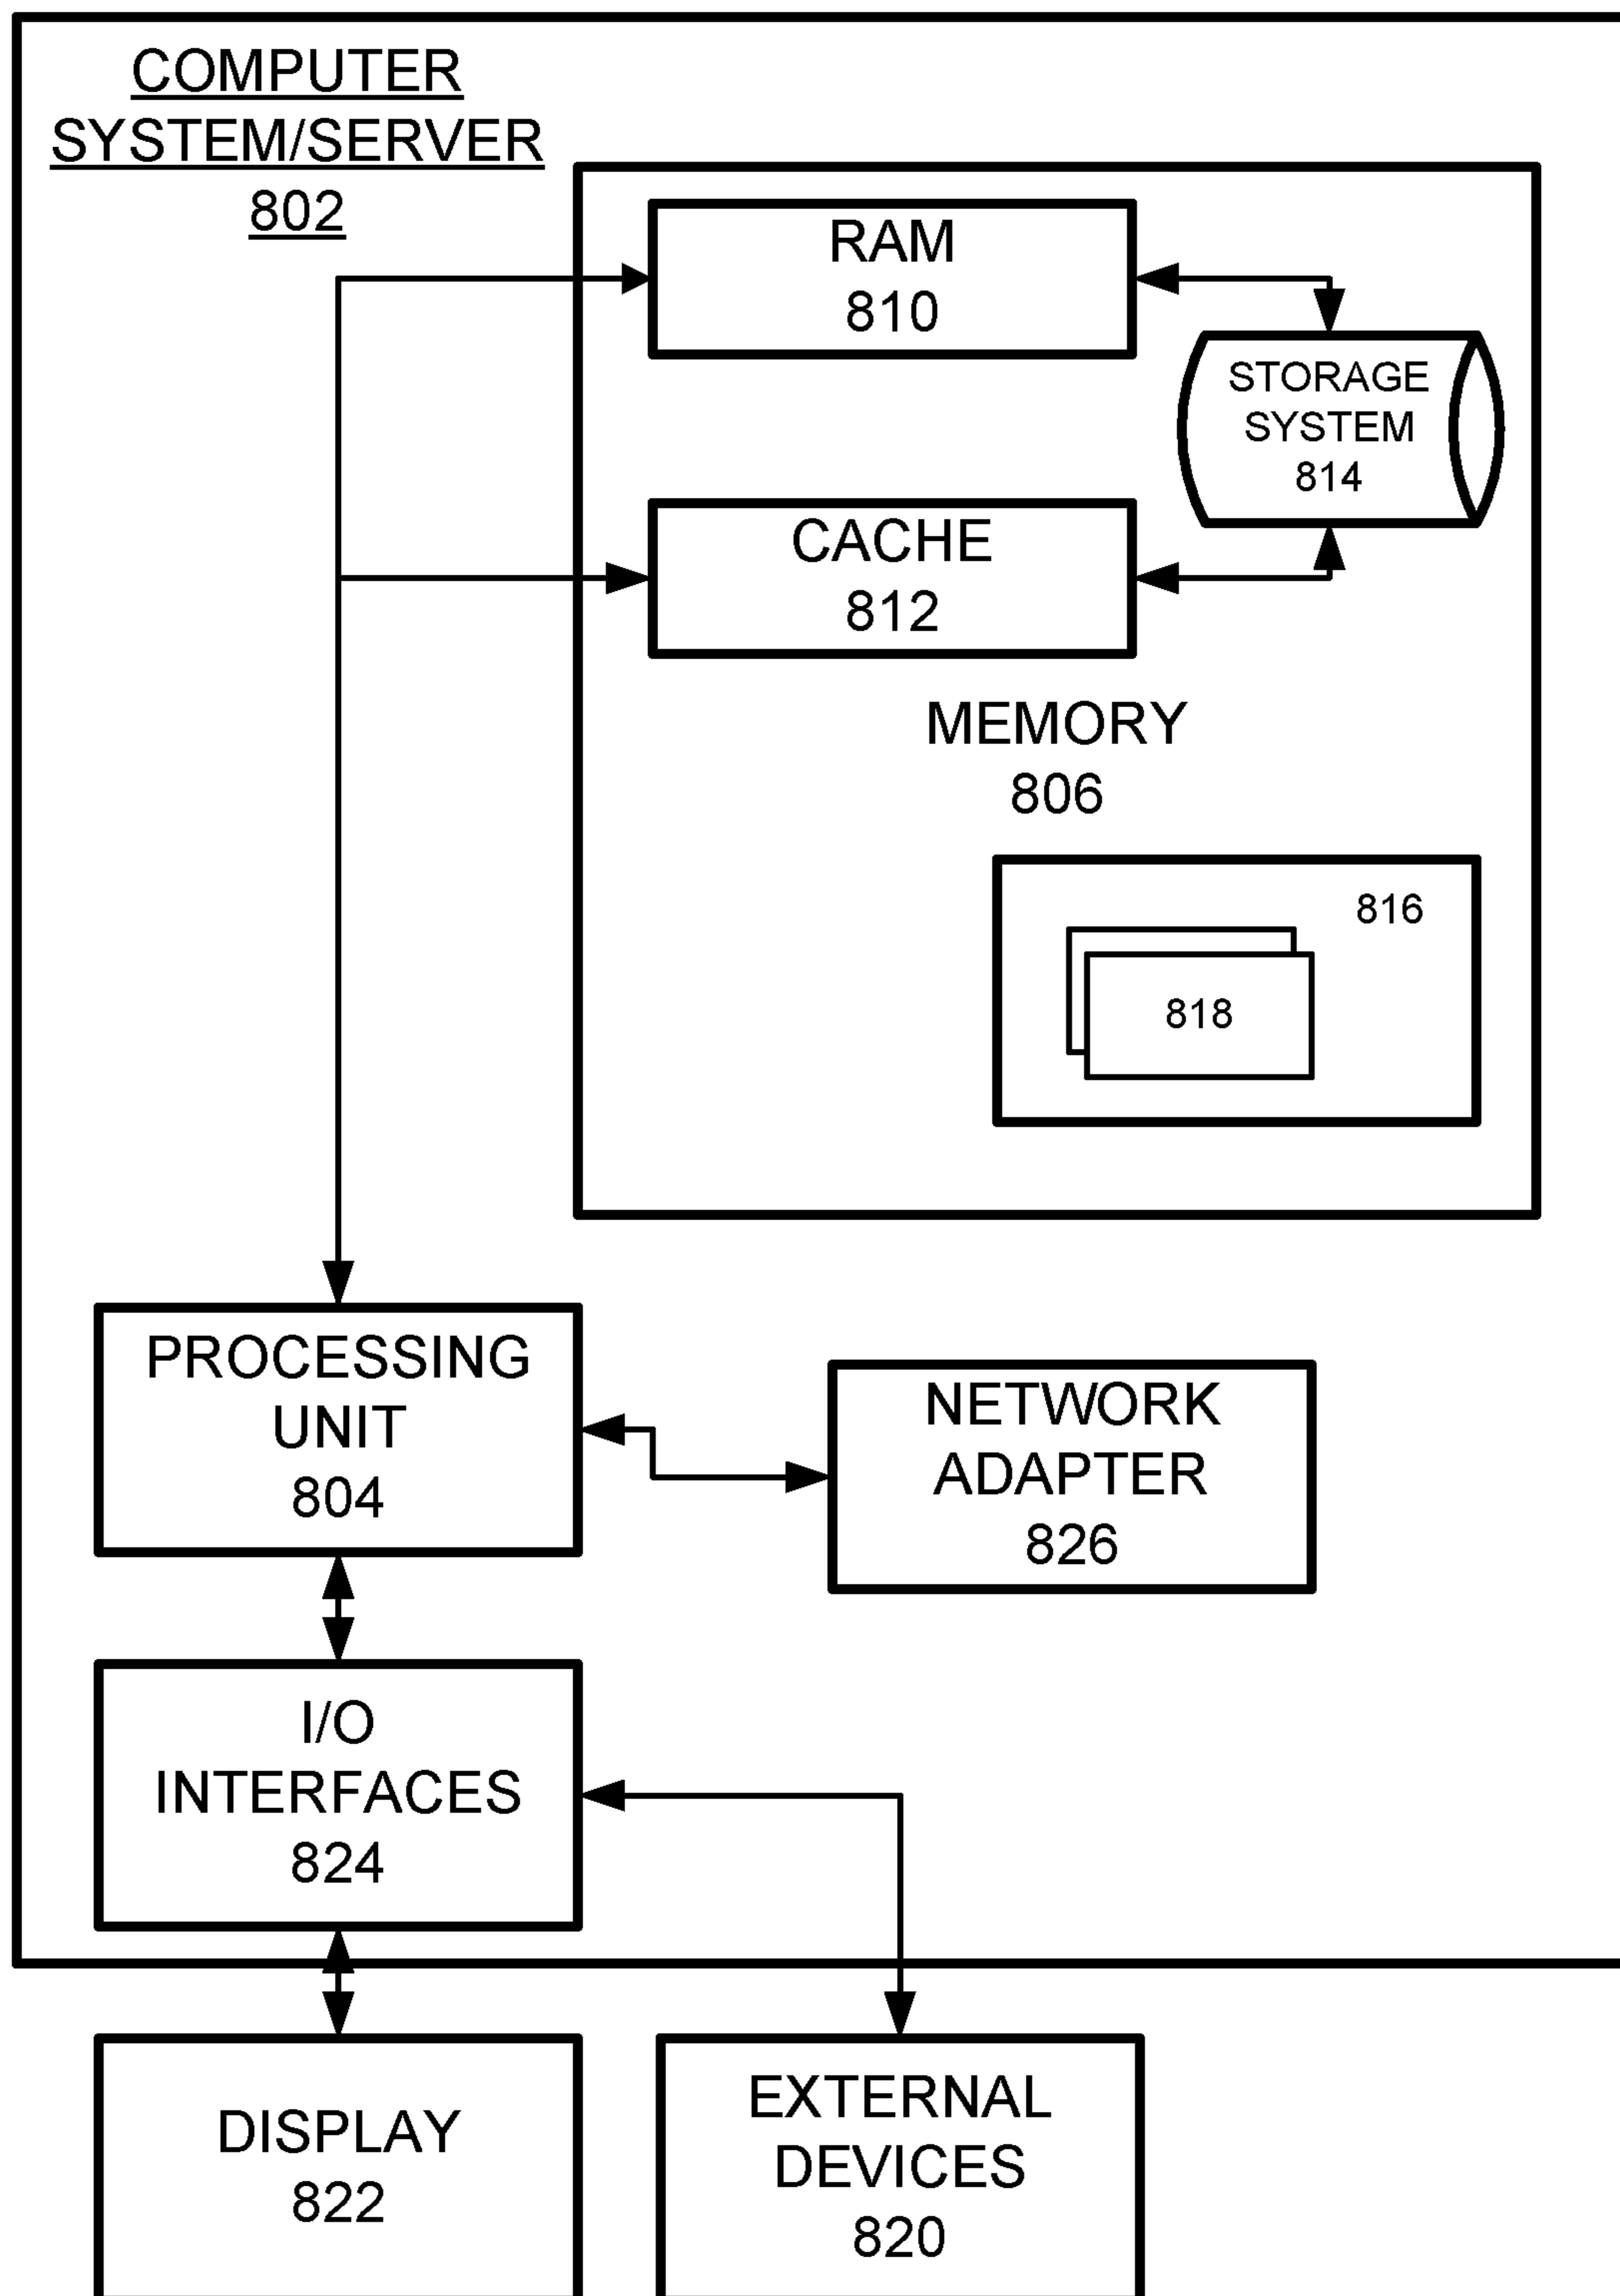 COMPUTER
SYSTEM/SERVER
802
RAM
810
STORAGE
SYSTEM
814
CACHE
812
MEMORY
806
816
818
PROCESSING
UNIT
804
NETWORK
ADAPTER
826
I/O
INTERFACES
824
DISPLAY
822
EXTERNAL
DEVICES
820